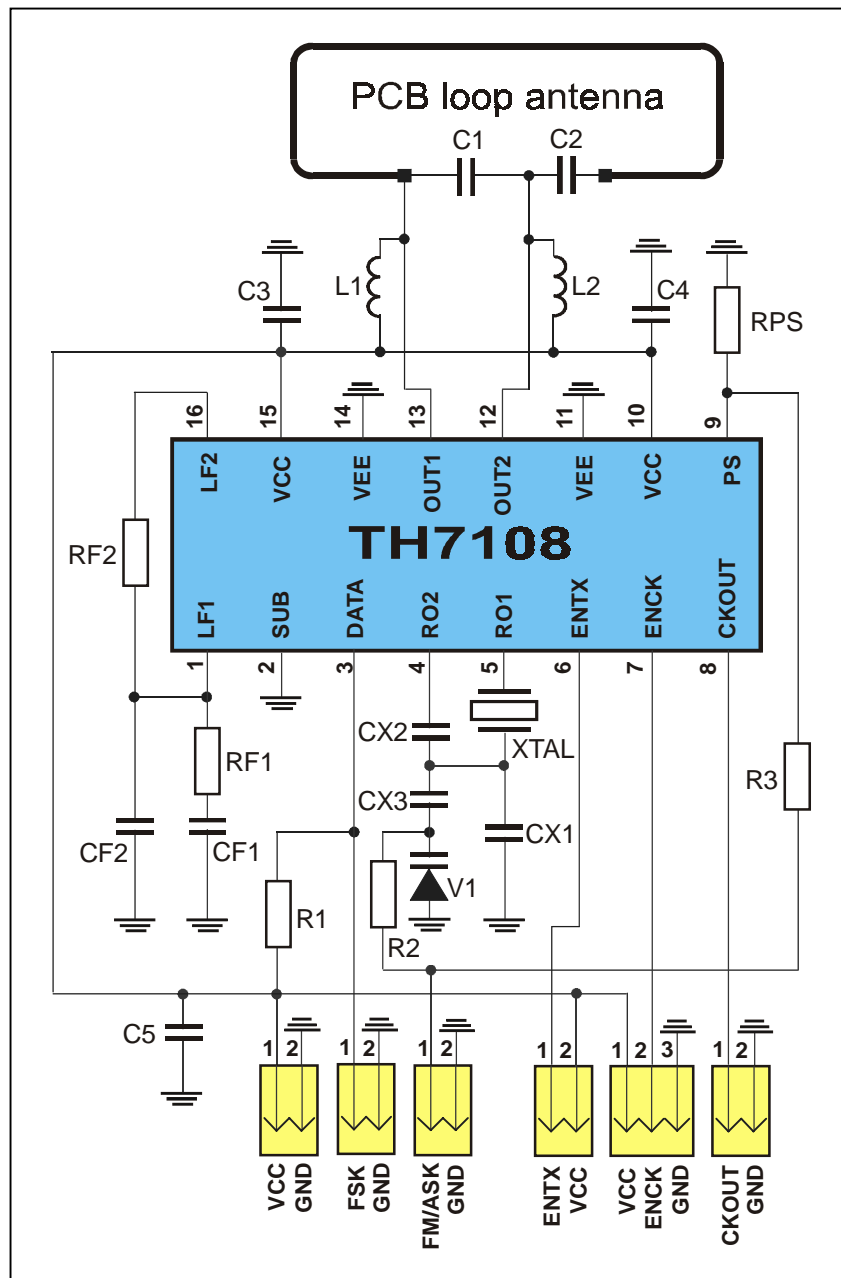 PCB loop antenna
C1
C2
C3
L1
L2
C4
RPS
16
15
14
13
12
11
10
9
LF2
VCC
VEE
OUT1
OUT2
VEE
VCC
PS
TH7108
RF2
LF1
SUB
DATA
RO2
RO1
ENTX
ENCK
CKOUT
1
2
3
4
5
6
7
8
CX2
XTAL
RF1
CX3
R3
CF2
CF1
CX1
V1
R1
R2
C5
1 2
1 2
1 2
1 2
1 2 3
1 2
VCC
GND
FSK
GND
FM/ASK
GND
ENTX
VCC
VCC
ENCK
GND
CKOUT
GND